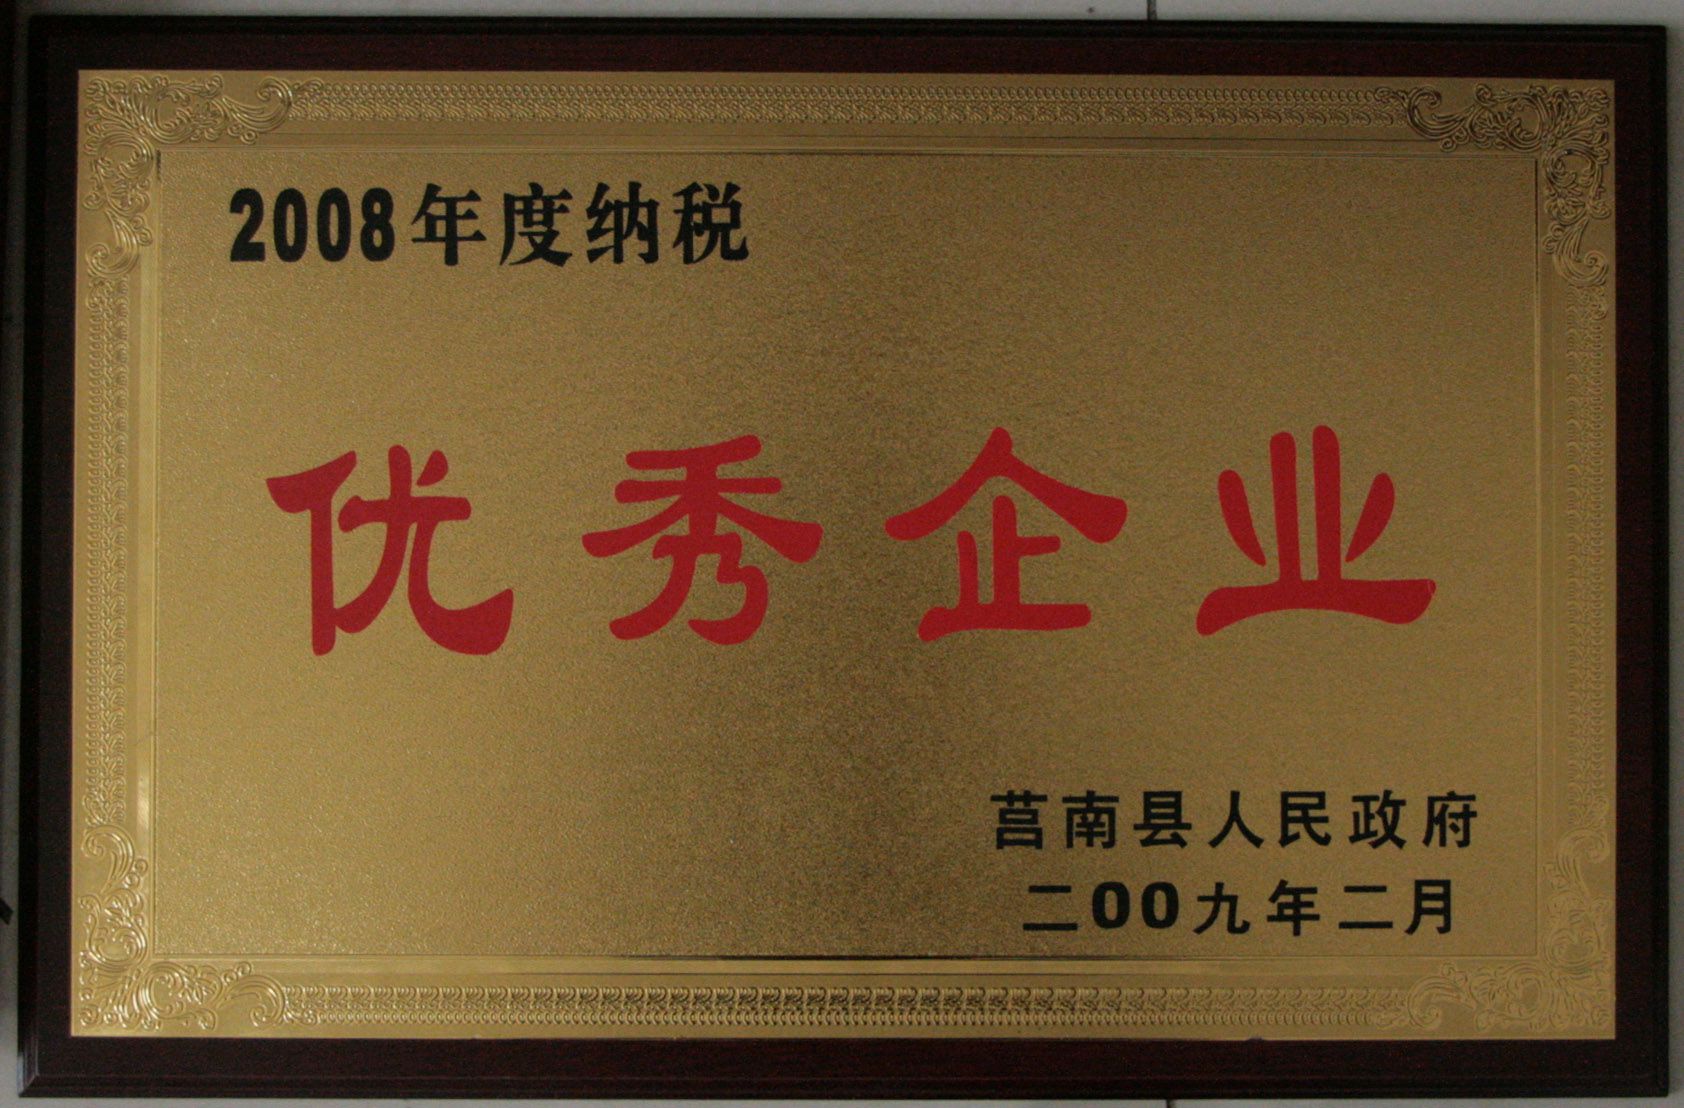 2008年度纳税
优秀企业
莒南县人民政府
二00九年二月